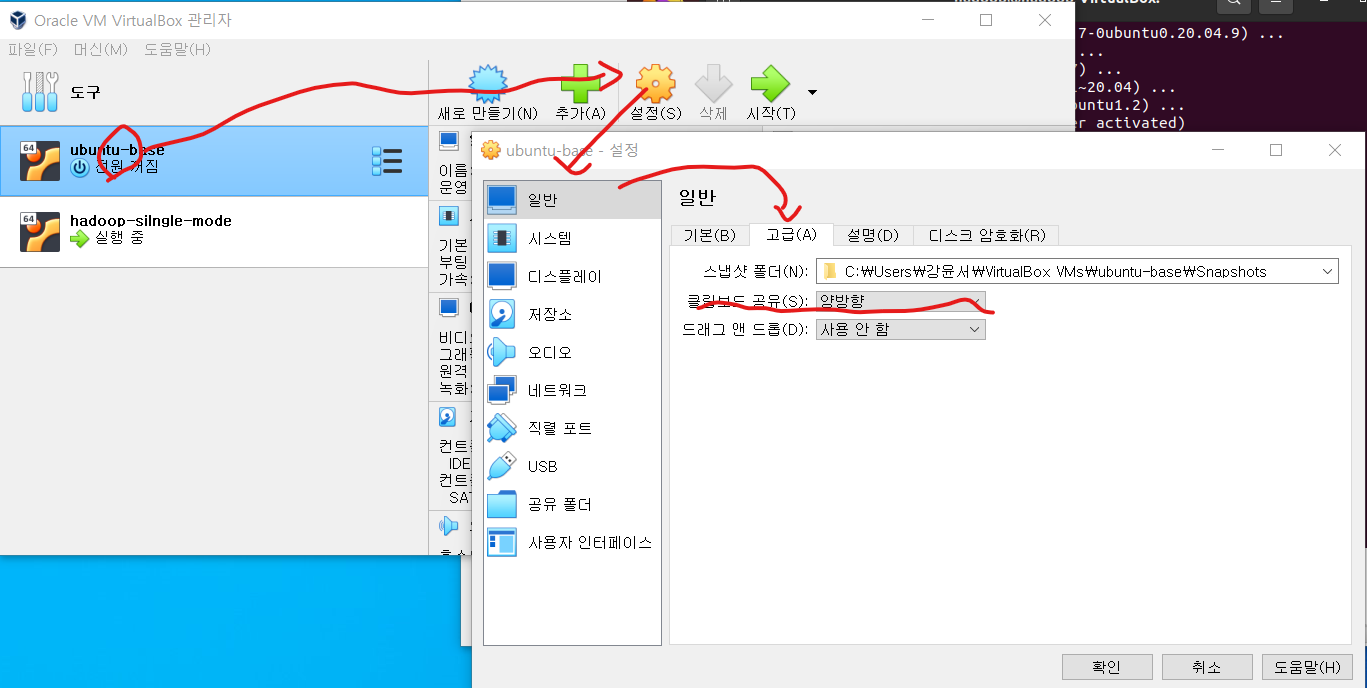 Oracle VM VirtualBox 관리자
파일(F) 머신(M) 도움말(H)
도구
새로 만들기(N) 추가(A) 설정(S) 삭제 시작(T)
64
ubuntu-base
전원 꺼짐
64
hadoop-silngle-mode
실행 중
이름
운영
기본
부팅
가속
비디
그래
원격
녹화
컨트
IDE
컨트
SAT
7-0ubuntu0.20.04.9) ...
...
) ...
~20.04) ...
untu1.2) ...
r activated)
ubuntu-base - 설정
일반
시스템
디스플레이
저장소
오디오
네트워크
직렬 포트
USB
공유 폴더
사용자 인터페이스
일반
기본(B) 고급(A) 설명(D) 디스크 암호화(R)
스냅샷 폴더(N): C:₩Users₩강윤서₩VirtualBox VMs₩ubuntu-base₩Snapshots
클립보드 공유(S): 양방향
드래그 앤 드롭(D): 사용 안 함
확인 취소 도움말(H)